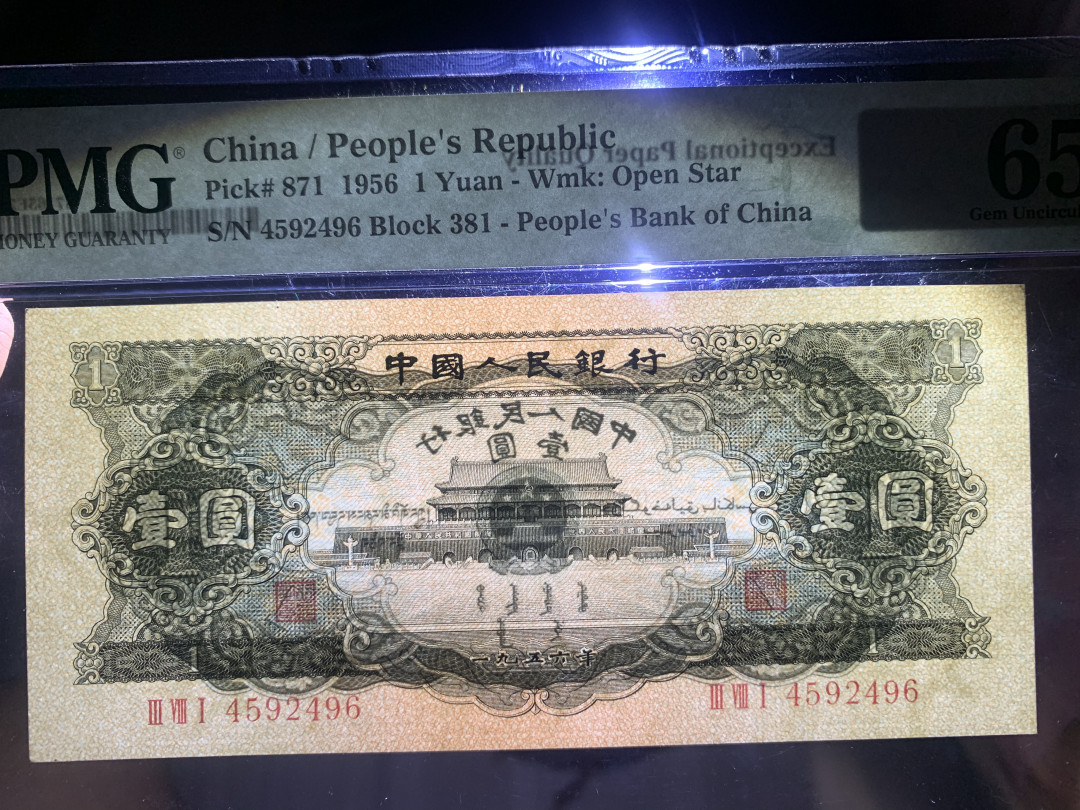 PMG®
MONEY GUARANTY
China / People's Republic
Pick# 871 1956 1 Yuan - Wmk: Open Star
S/N 4592496 Block 381 - People's Bank of China
Exceptional Paper Quality
65
Gem Uncircu
中國人民銀行
1 1
中國人民銀行
壹圓
壹圓 壹圓
一九五六年
1 1
III VIII I 4592496 III VIII I 4592496